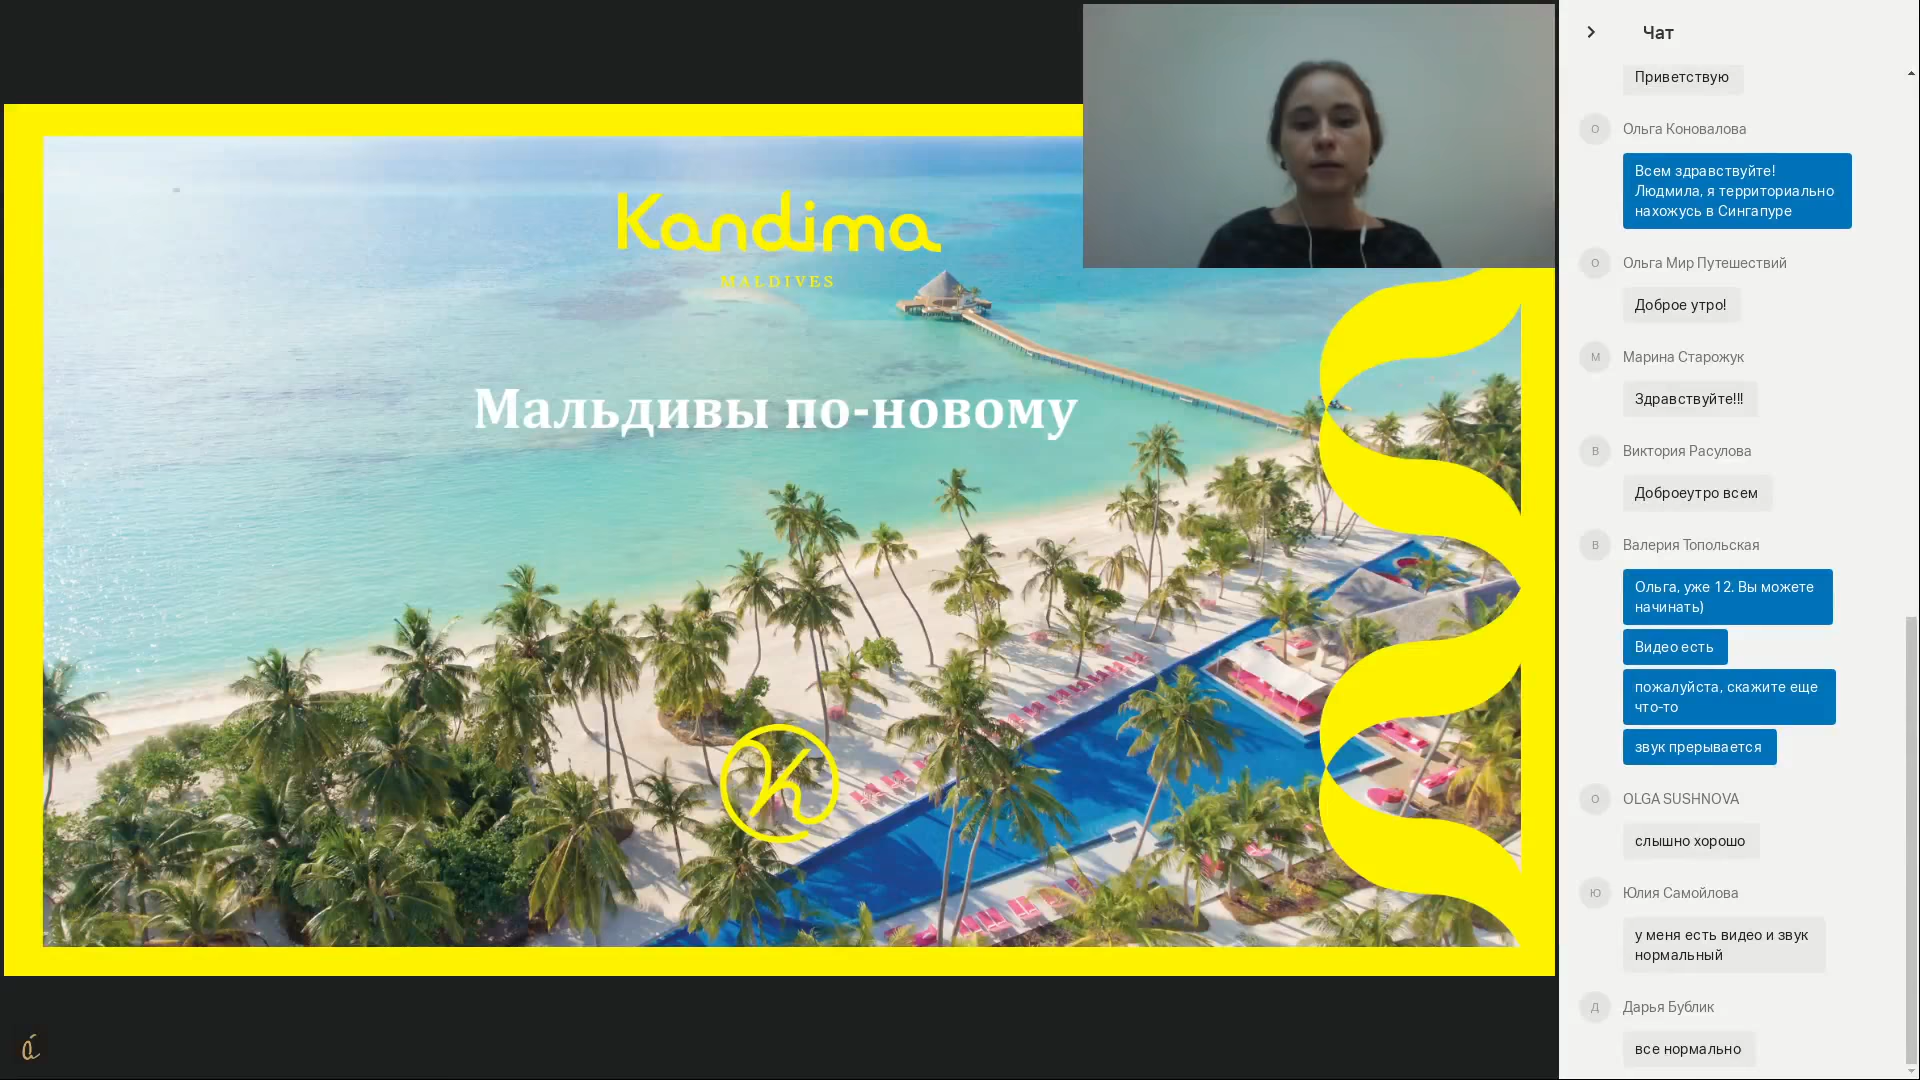 Kandima
MALDIVES
Мальдивы по-новому
K
á
Чат
Приветствую
О
Ольга Коновалова
Всем здравствуйте!
Людмила, я территориально
нахожусь в Сингапуре
О
Ольга Мир Путешествий
Доброе утро!
М
Марина Старожук
Здравствуйте!!!
В
Виктория Расулова
Доброеутро всем
В
Валерия Топольская
Ольга, уже 12. Вы можете
начинать)
Видео есть
пожалуйста, скажите еще
что-то
звук прерывается
O
OLGA SUSHNOVA
слышно хорошо
Ю
Юлия Самойлова
у меня есть видео и звук
нормальный
Д
Дарья Бублик
все нормально